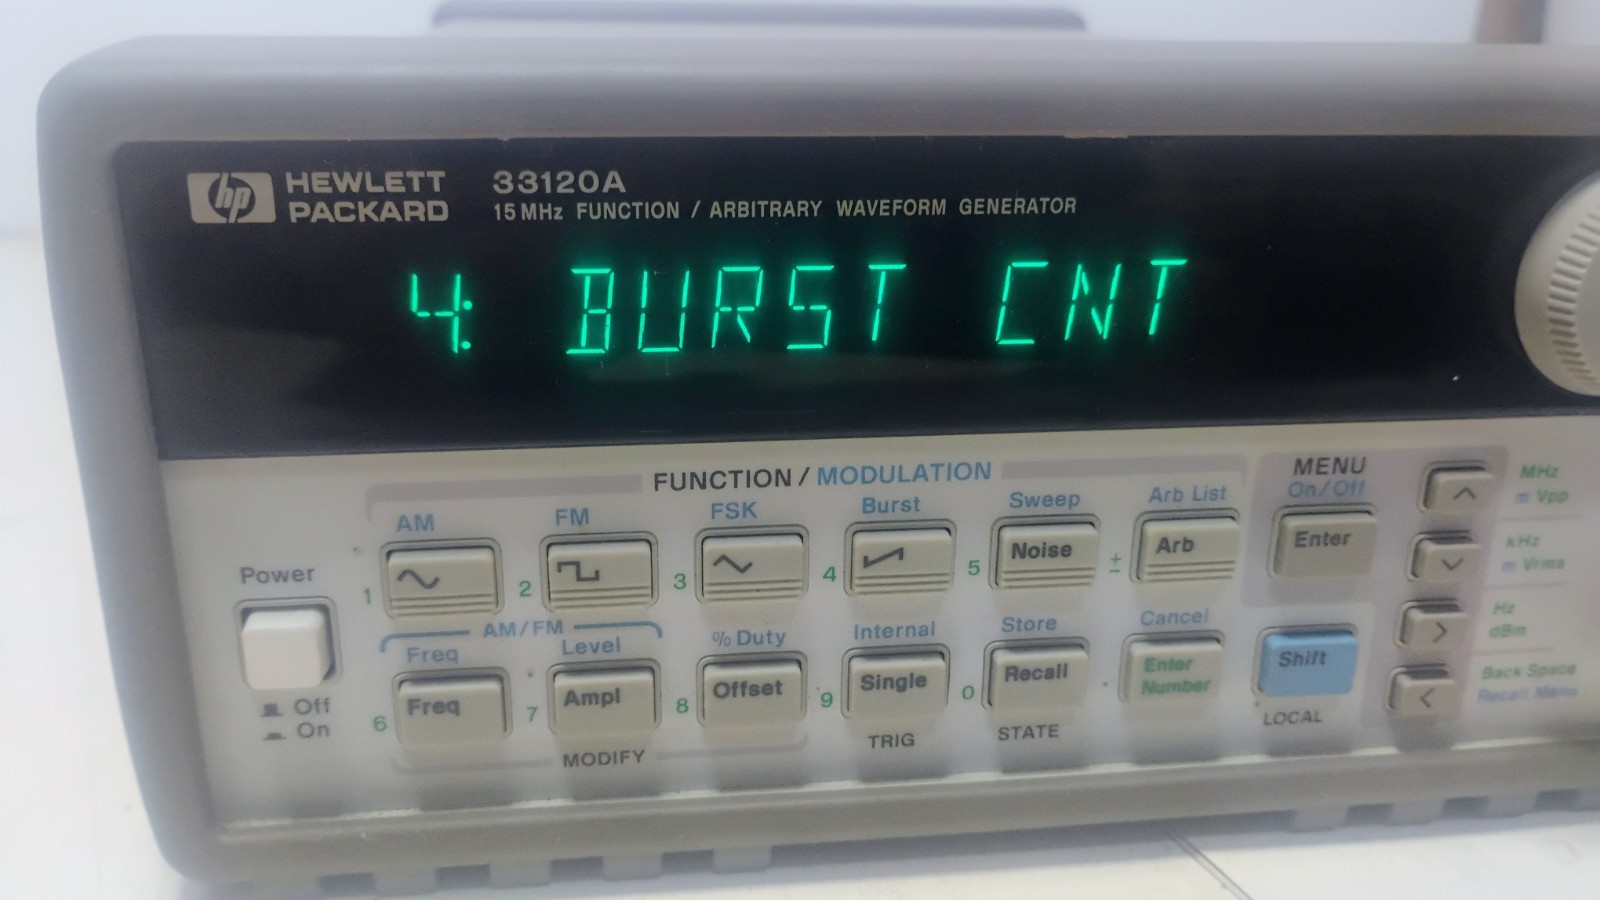 hp HEWLETT PACKARD
33120A
15 MHz FUNCTION / ARBITRARY WAVEFORM GENERATOR
4: BURST CNT
FUNCTION / MODULATION
MENU
On/Off
Enter
AM
FM
FSK
Burst
Sweep
Arb List
1
2
3
4
5 Noise
± Arb
Power
Off
On
AM/FM
Freq
Level
% Duty
Internal
Store
Cancel
6 Freq
7 Ampl
8 Offset
9 Single
0 Recall
Enter Number
Shift
MODIFY
TRIG
STATE
LOCAL
MHz
m Vpp
kHz
m Vrms
Hz
dBm
Back Space
Recall Menu